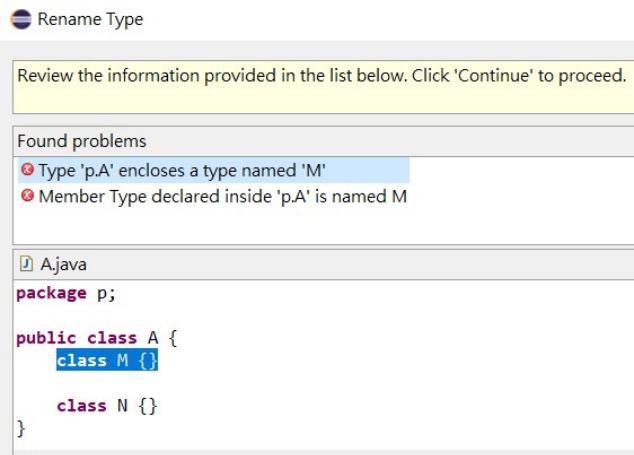 Rename Type
Review the information provided in the list below. Click 'Continue' to proceed.
Found problems
Type 'p.A' encloses a type named 'M'
Member Type declared inside 'p.A' is named M
A.java
package p;
public class A {
class M {}
class N {}
}